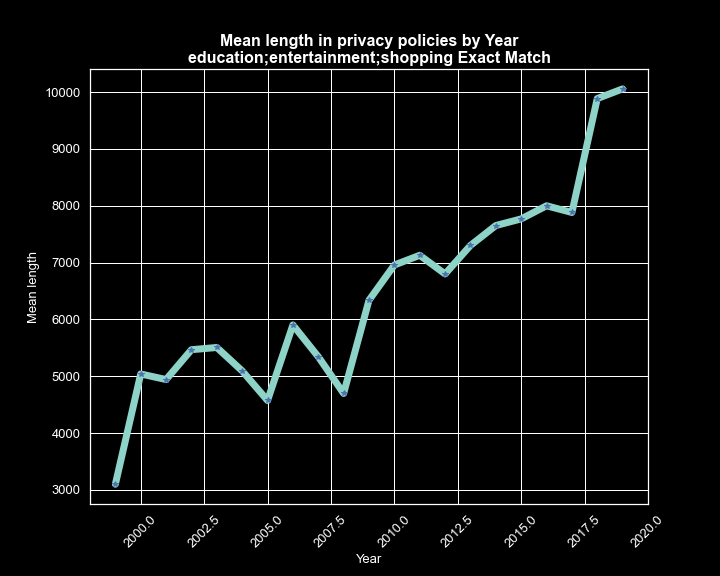 Mean length in privacy policies by Year
education;entertainment;shopping Exact Match
10000
9000
8000
7000
6000
5000
4000
3000
Mean length
2000.0 2002.5 2005.0 2007.5 2010.0 2012.5 2015.0 2017.5 2020.0
Year